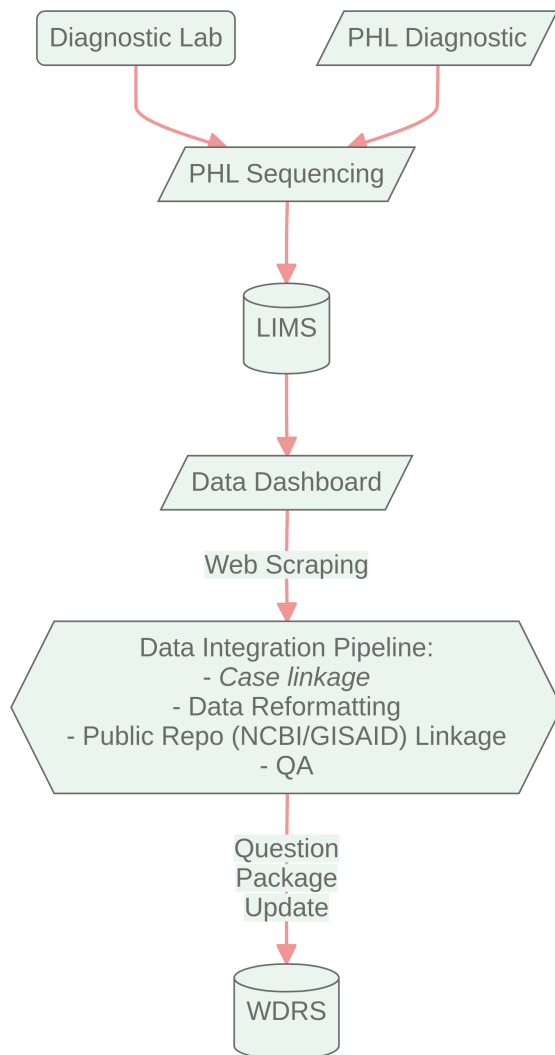 Diagnostic Lab
PHL Diagnostic
PHL Sequencing
LIMS
Data Dashboard
Web Scraping
Data Integration Pipeline:
- Case linkage
- Data Reformatting
- Public Repo (NCBI/GISAID) Linkage
- QA
Question
Package
Update
WDRS